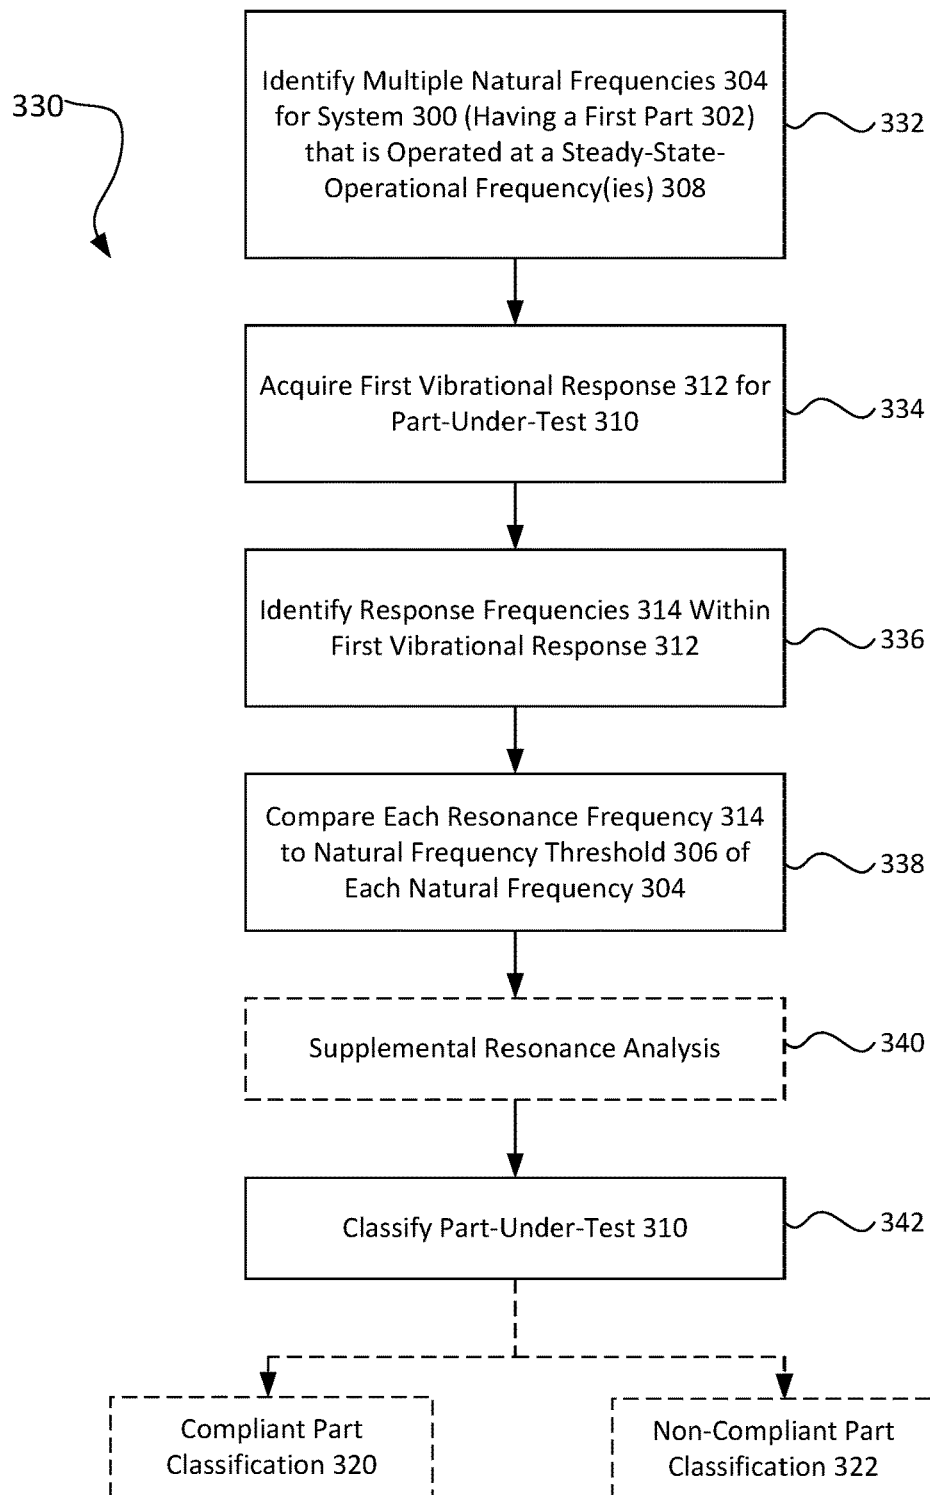 330
Identify Multiple Natural Frequencies 304
for System 300 (Having a First Part 302)
that is Operated at a Steady-State-
Operational Frequency(ies) 308
332
Acquire First Vibrational Response 312 for
Part-Under-Test 310
334
Identify Response Frequencies 314 Within
First Vibrational Response 312
336
Compare Each Resonance Frequency 314
to Natural Frequency Threshold 306 of
Each Natural Frequency 304
338
Supplemental Resonance Analysis
340
Classify Part-Under-Test 310
342
Compliant Part
Classification 320
Non-Compliant Part
Classification 322